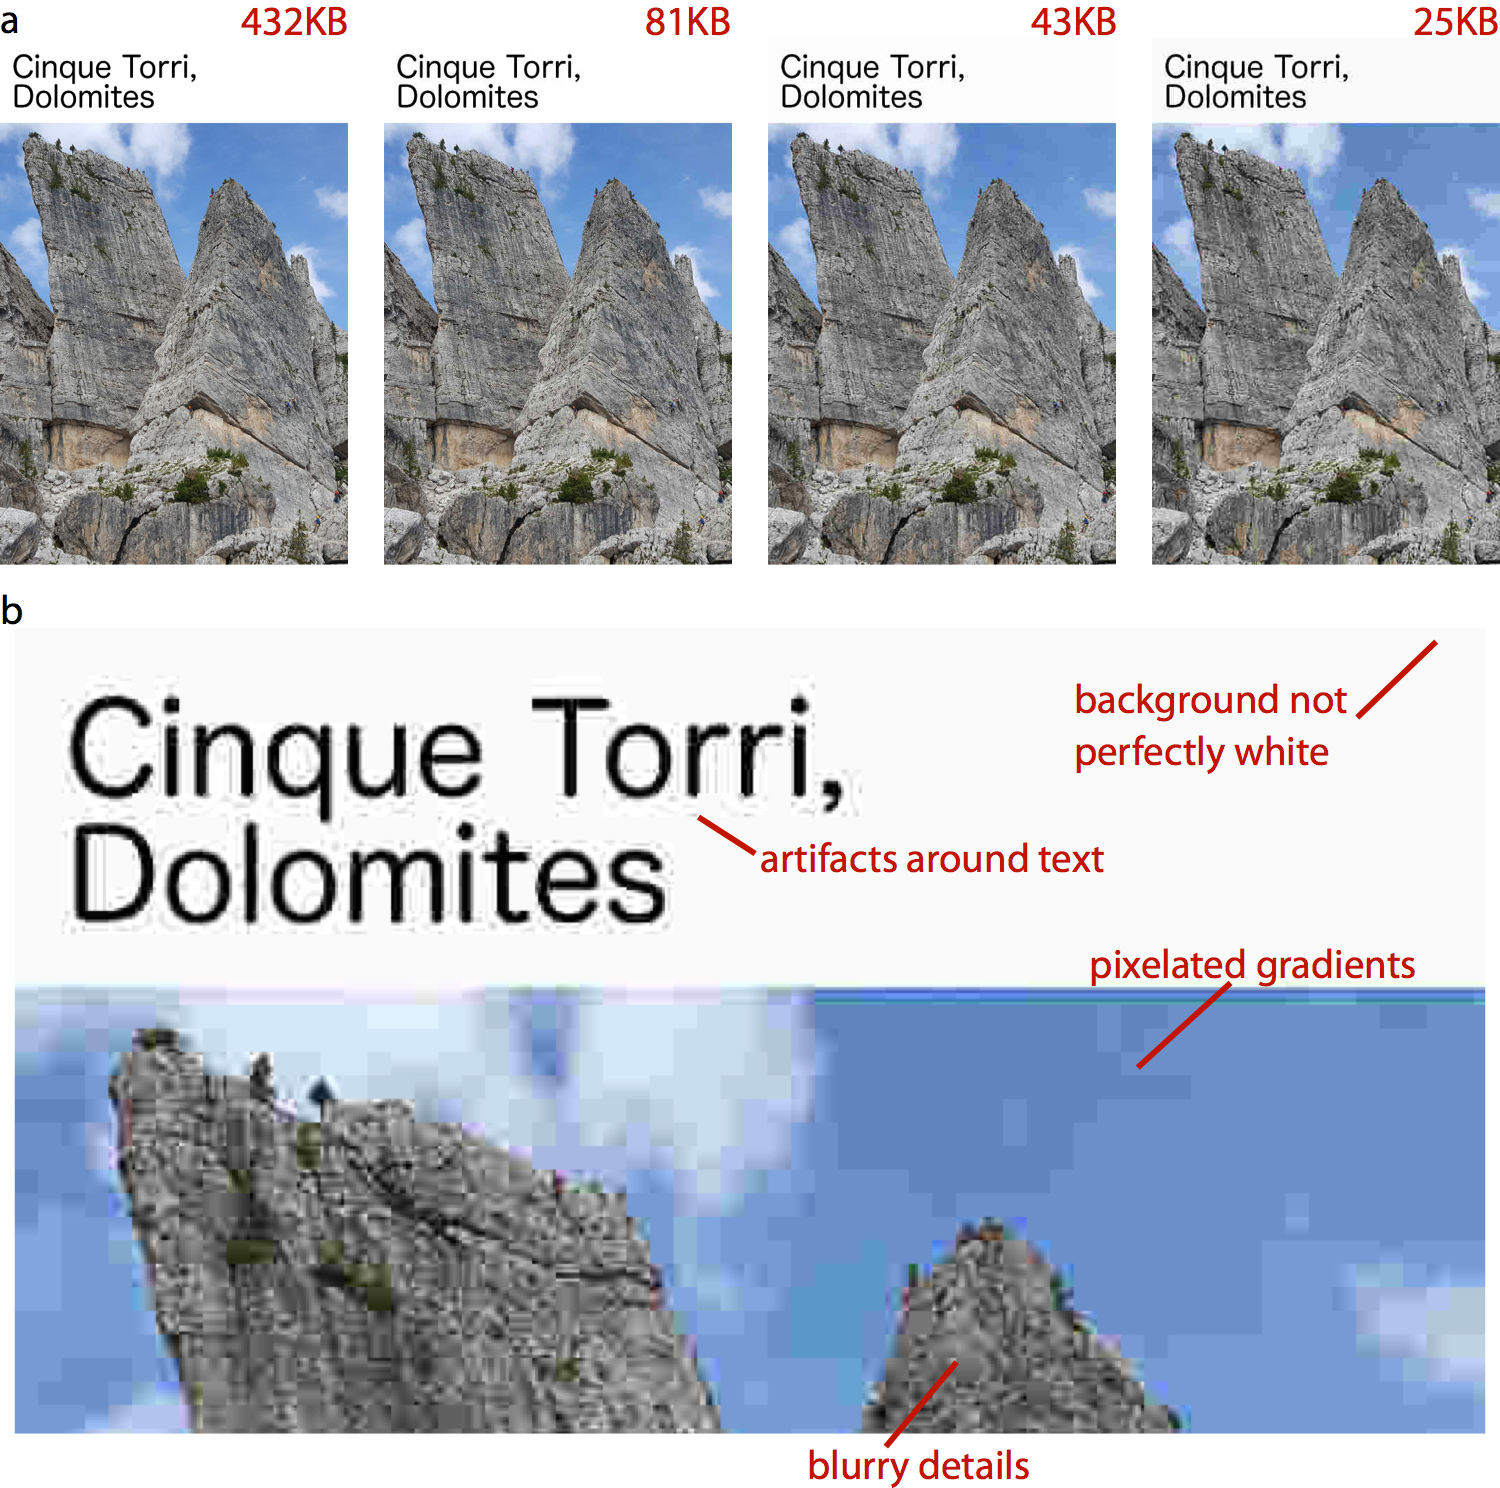 a
432KB
81KB
43KB
25KB
Cinque Torri,
Dolomites
Cinque Torri,
Dolomites
Cinque Torri,
Dolomites
Cinque Torri,
Dolomites
b
Cinque Torri,
Dolomites
background not
perfectly white
artifacts around text
pixelated gradients
blurry details